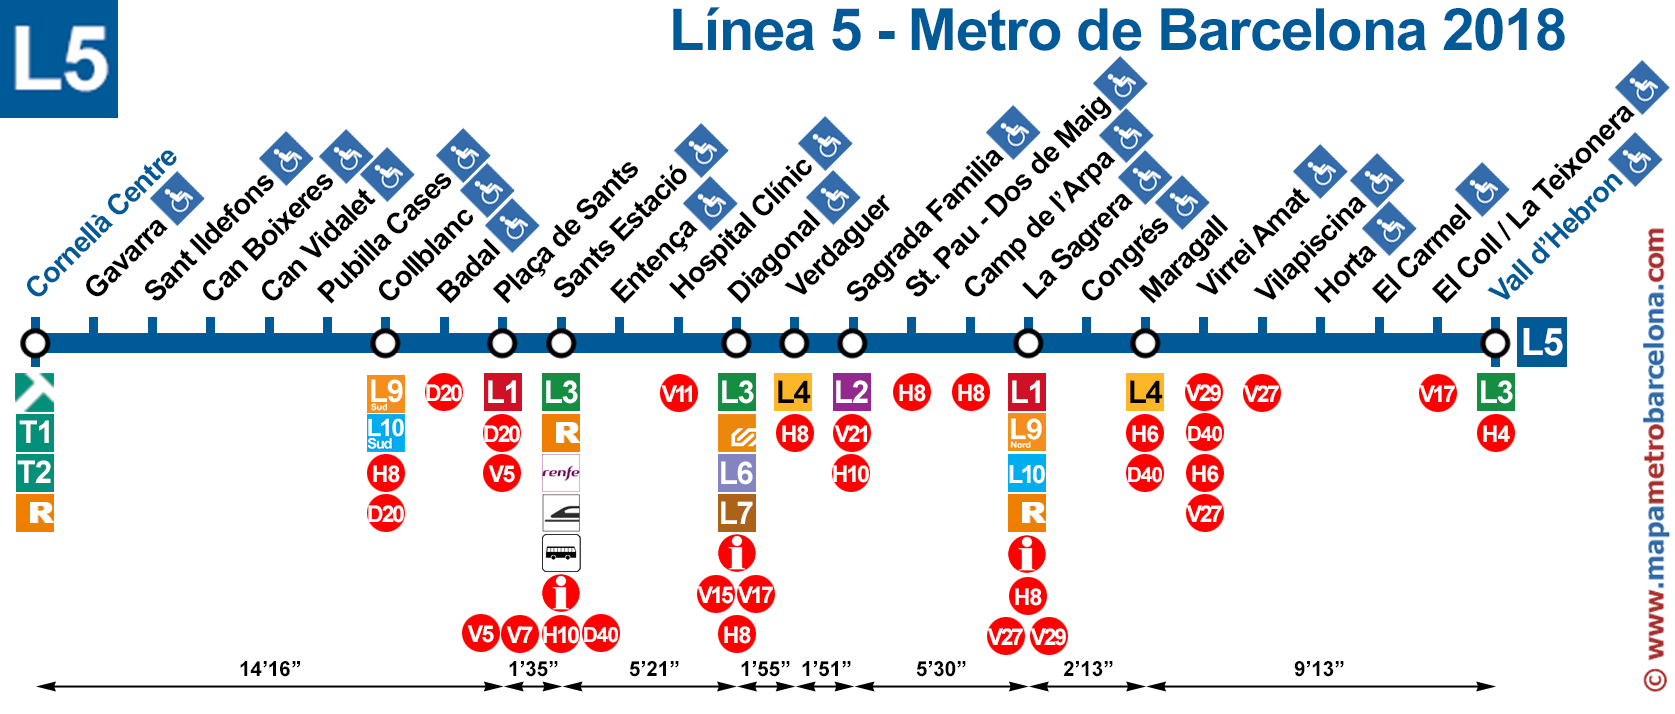 L5
Línea 5 - Metro de Barcelona 2018
Cornellà Centre
Gavarra
Sant Ildefons
Can Boixeres
Can Vidalet
Pubilla Cases
Collblanc
Badal
Plaça de Sants
Sants Estació
Entença
Hospital Clínic
Diagonal
Verdaguer
Sagrada Familia
St. Pau - Dos de Maig
Camp de l'Arpa
La Sagrera
Congrés
Maragall
Virrei Amat
Vilapiscina
Horta
El Carmel
El Coll / La Teixonera
Vall d'Hebron
L5
T1
T2
R
L9
Sud
L10
Sud
H8
D20
D20
L1
D20
V5
L3
R
renfe
i
V5 V7 H10 D40
V11
L3
L6
L7
i
V15 V17
H8
L4
H8
L2
V21
H10
H8
H8
L1
L9
Nord
L10
R
i
H8
V27 V29
L4
H6
D40
V29
D40
H6
V27
V27
V17
L3
H4
14'16” 1'35” 5'21” 1'55” 1'51” 5'30” 2'13” 9'13”
© www.mapametrobarcelona.com